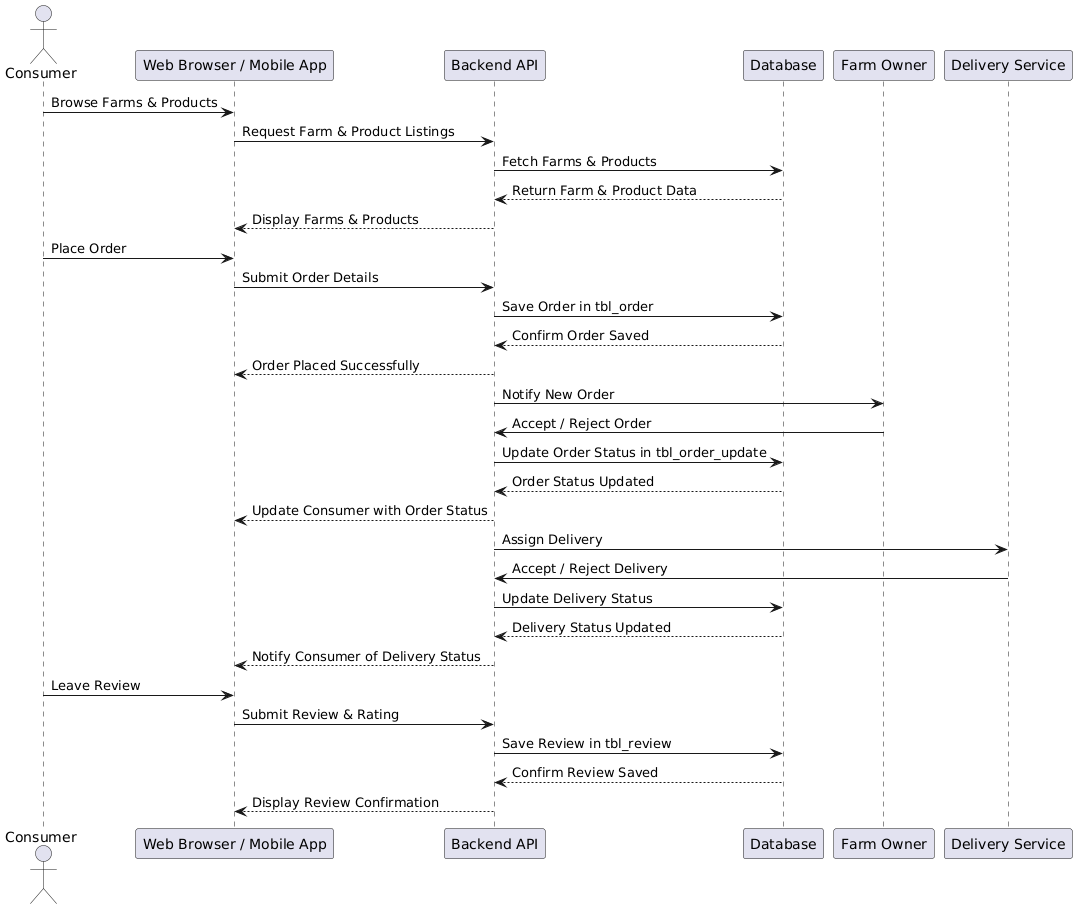 Consumer
Web Browser / Mobile App
Backend API
Database
Farm Owner
Delivery Service
Browse Farms & Products
Request Farm & Product Listings
Fetch Farms & Products
Return Farm & Product Data
Display Farms & Products
Place Order
Submit Order Details
Save Order in tbl_order
Confirm Order Saved
Order Placed Successfully
Notify New Order
Accept / Reject Order
Update Order Status in tbl_order_update
Order Status Updated
Update Consumer with Order Status
Assign Delivery
Accept / Reject Delivery
Update Delivery Status
Delivery Status Updated
Notify Consumer of Delivery Status
Leave Review
Submit Review & Rating
Save Review in tbl_review
Confirm Review Saved
Display Review Confirmation
Consumer
Web Browser / Mobile App
Backend API
Database
Farm Owner
Delivery Service